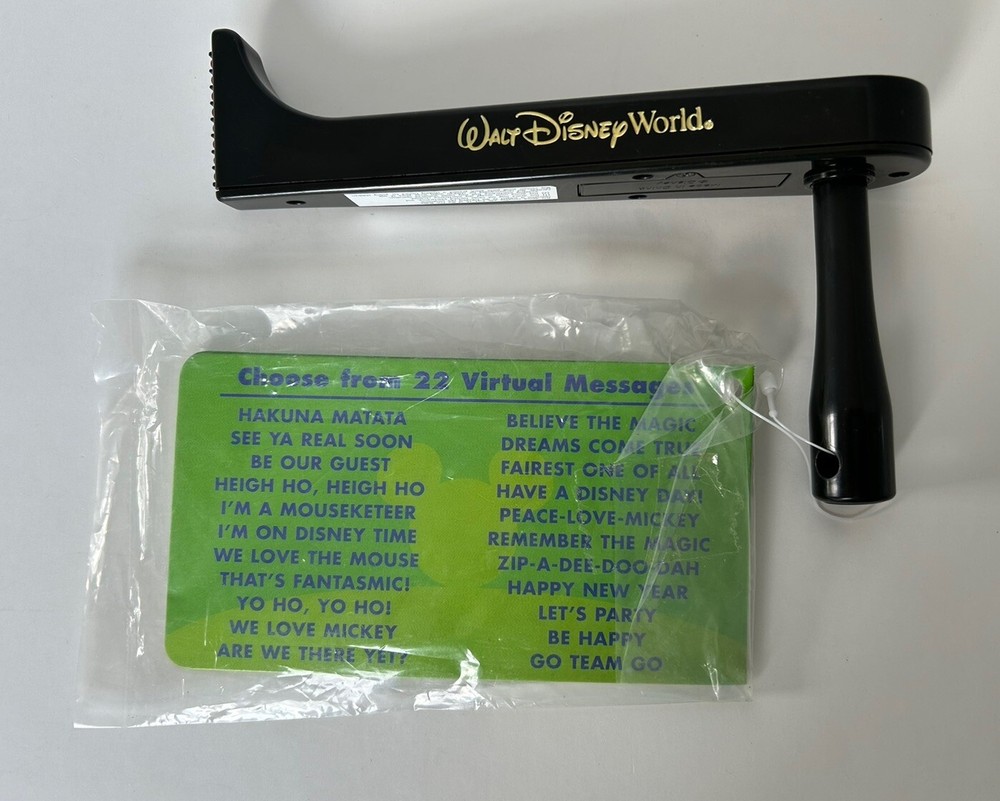 WALT DISNEY World.
Choose from 22 Virtual Messages
HAKUNA MATATA
SEE YA REAL SOON
BE OUR GUEST
HEIGH HO, HEIGH HO
I'M A MOUSEKETEER
I'M ON DISNEY TIME
WE LOVE THE MOUSE
THAT'S FANTASMIC!
YO HO, YO HO!
WE LOVE MICKEY
ARE WE THERE YET?
BELIEVE THE MAGIC
DREAMS COME TRUE
FAIREST ONE OF ALL
HAVE A DISNEY DAY!
PEACE-LOVE-MICKEY
REMEMBER THE MAGIC
ZIP-A-DEE-DOO-DAH
HAPPY NEW YEAR
LET'S PARTY
BE HAPPY
GO TEAM GO